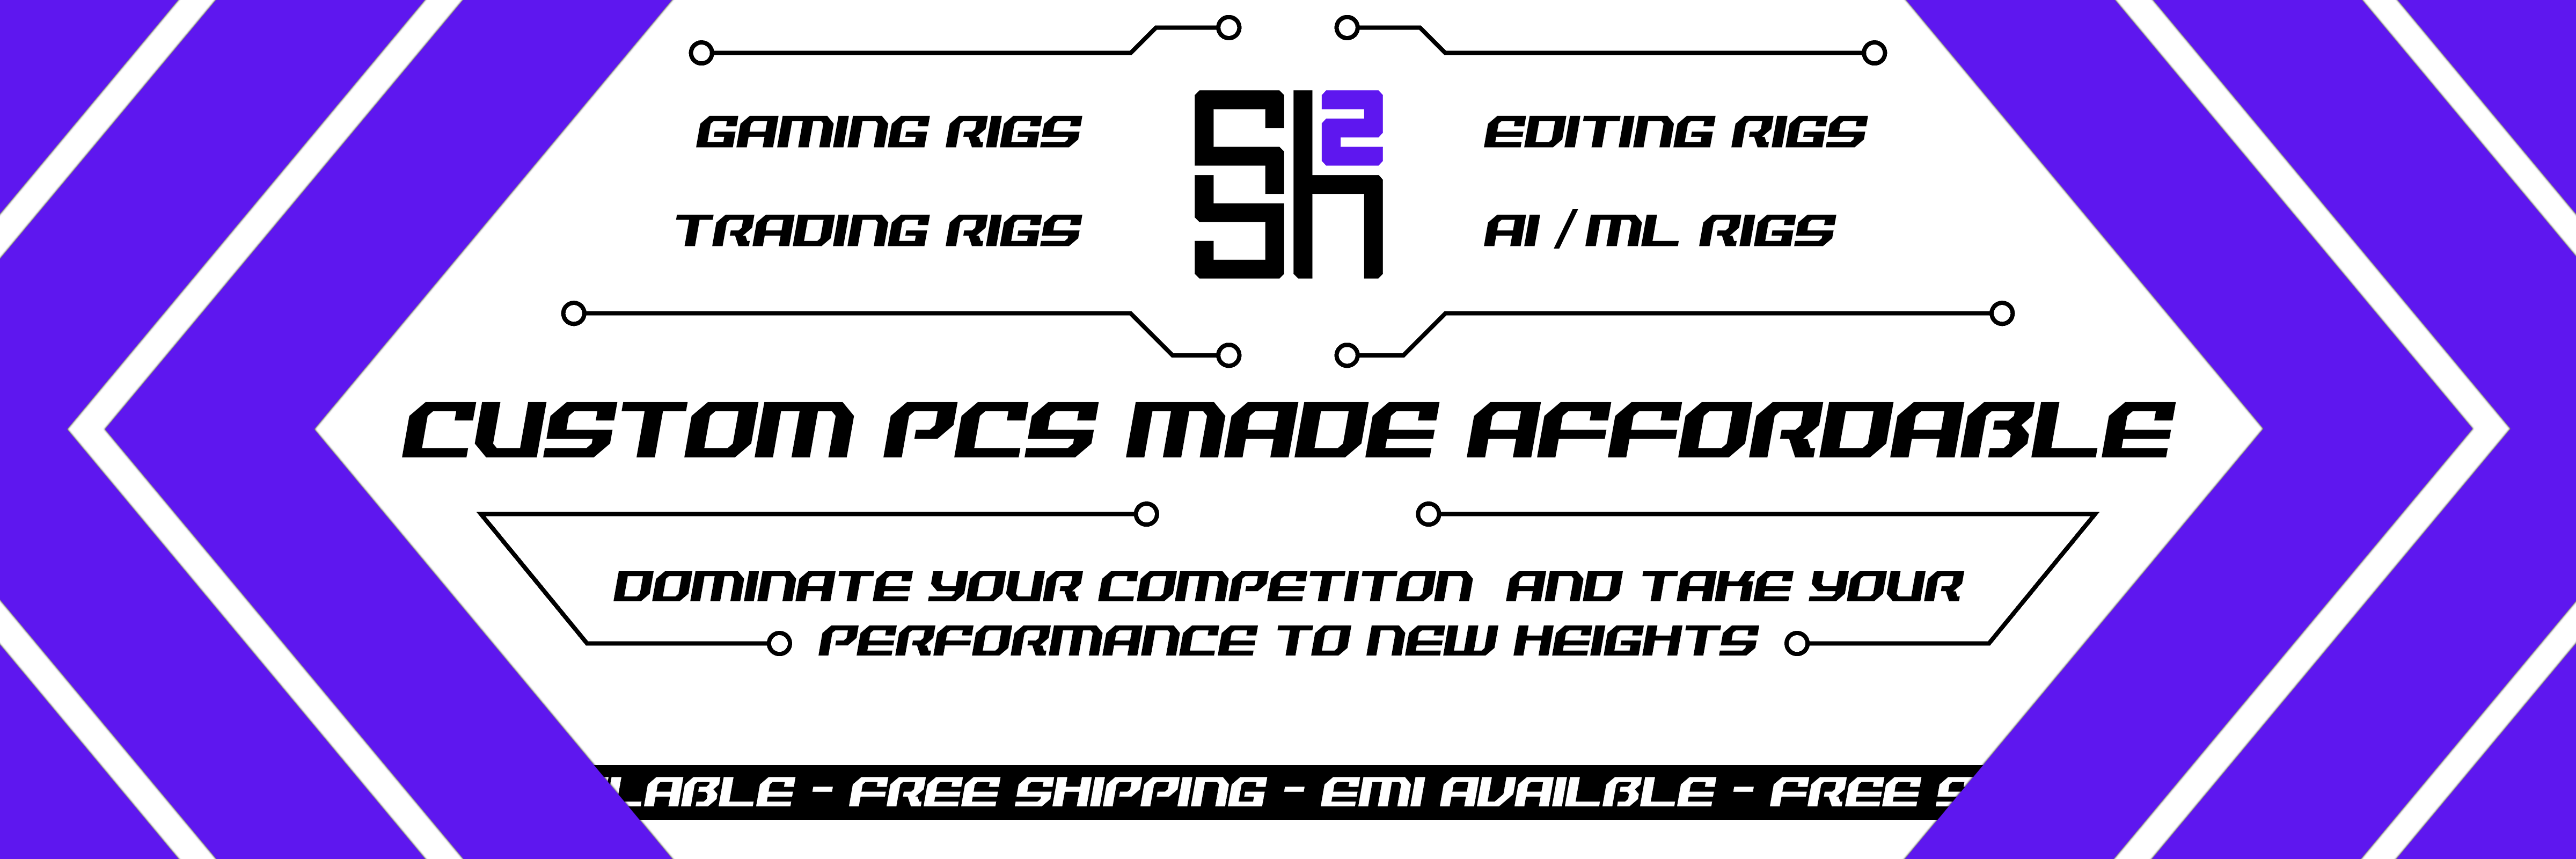 GAMING RIGS
TRADING RIGS
SSh2
EDITING RIGS
AI / ML RIGS
CUSTOM PCS MADE AFFORDABLE
DOMINATE YOUR COMPETITON AND TAKE YOUR
PERFORMANCE TO NEW HEIGHTS
LABLE - FREE SHIPPING - EMI AVAILBLE - FREE S